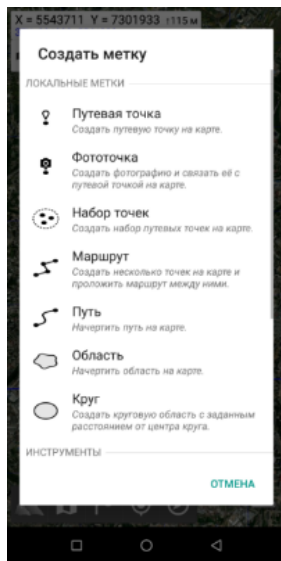 X = 5543711 Y = 7301933 ↑115 м
Создать метку
ЛОКАЛЬНЫЕ МЕТКИ
Путевая точка
Создать путевую точку на карте.
Фототочка
Создать фотографию и связать её с
путевой точкой на карте.
Набор точек
Создать набор путевых точек на карте.
Маршрут
Создать несколько точек на карте и
проложить маршрут между ними.
Путь
Начертить путь на карте.
Область
Начертить область на карте.
Круг
Создать круговую область с заданным
расстоянием от центра круга.
ИНСТРУМЕНТЫ
ОТМЕНА